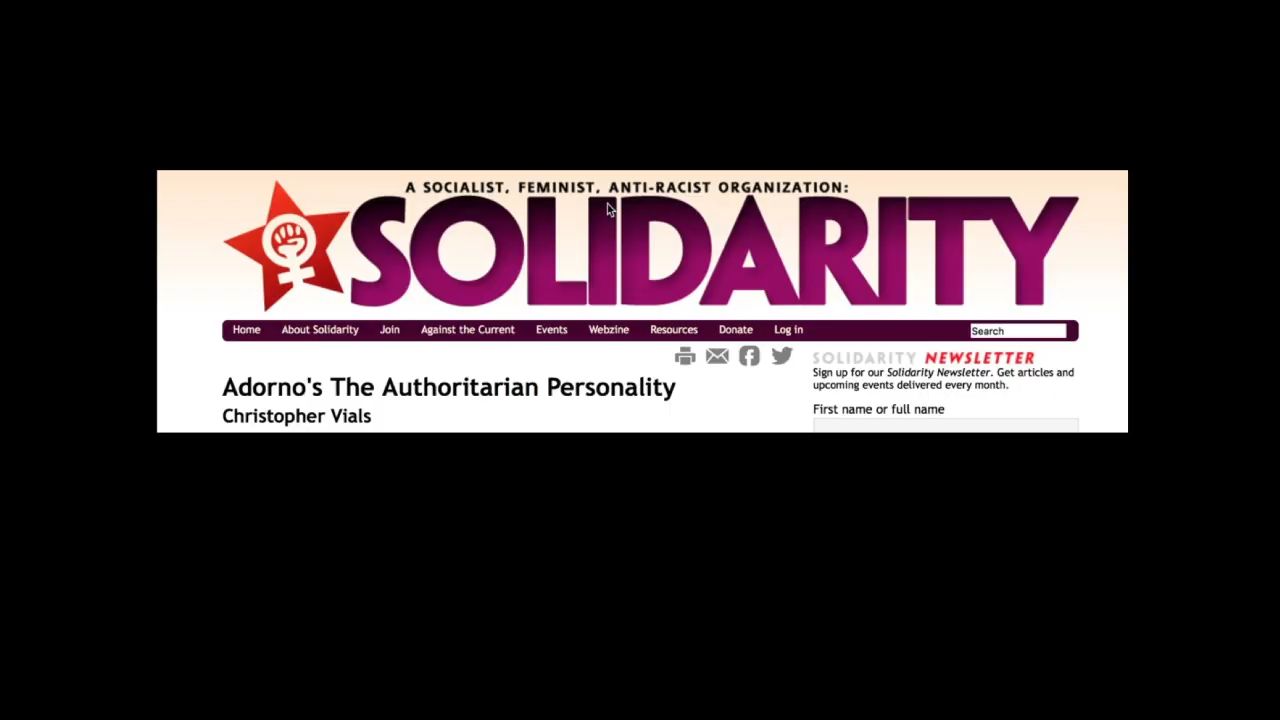 A SOCIALIST, FEMINIST, ANTI-RACIST ORGANIZATION:
SOLIDARITY
Home About Solidarity Join Against the Current Events Webzine Resources Donate Log in Search
SOLIDARITY NEWSLETTER
Sign up for our Solidarity Newsletter. Get articles and
upcoming events delivered every month.
Adorno's The Authoritarian Personality
Christopher Vials
First name or full name